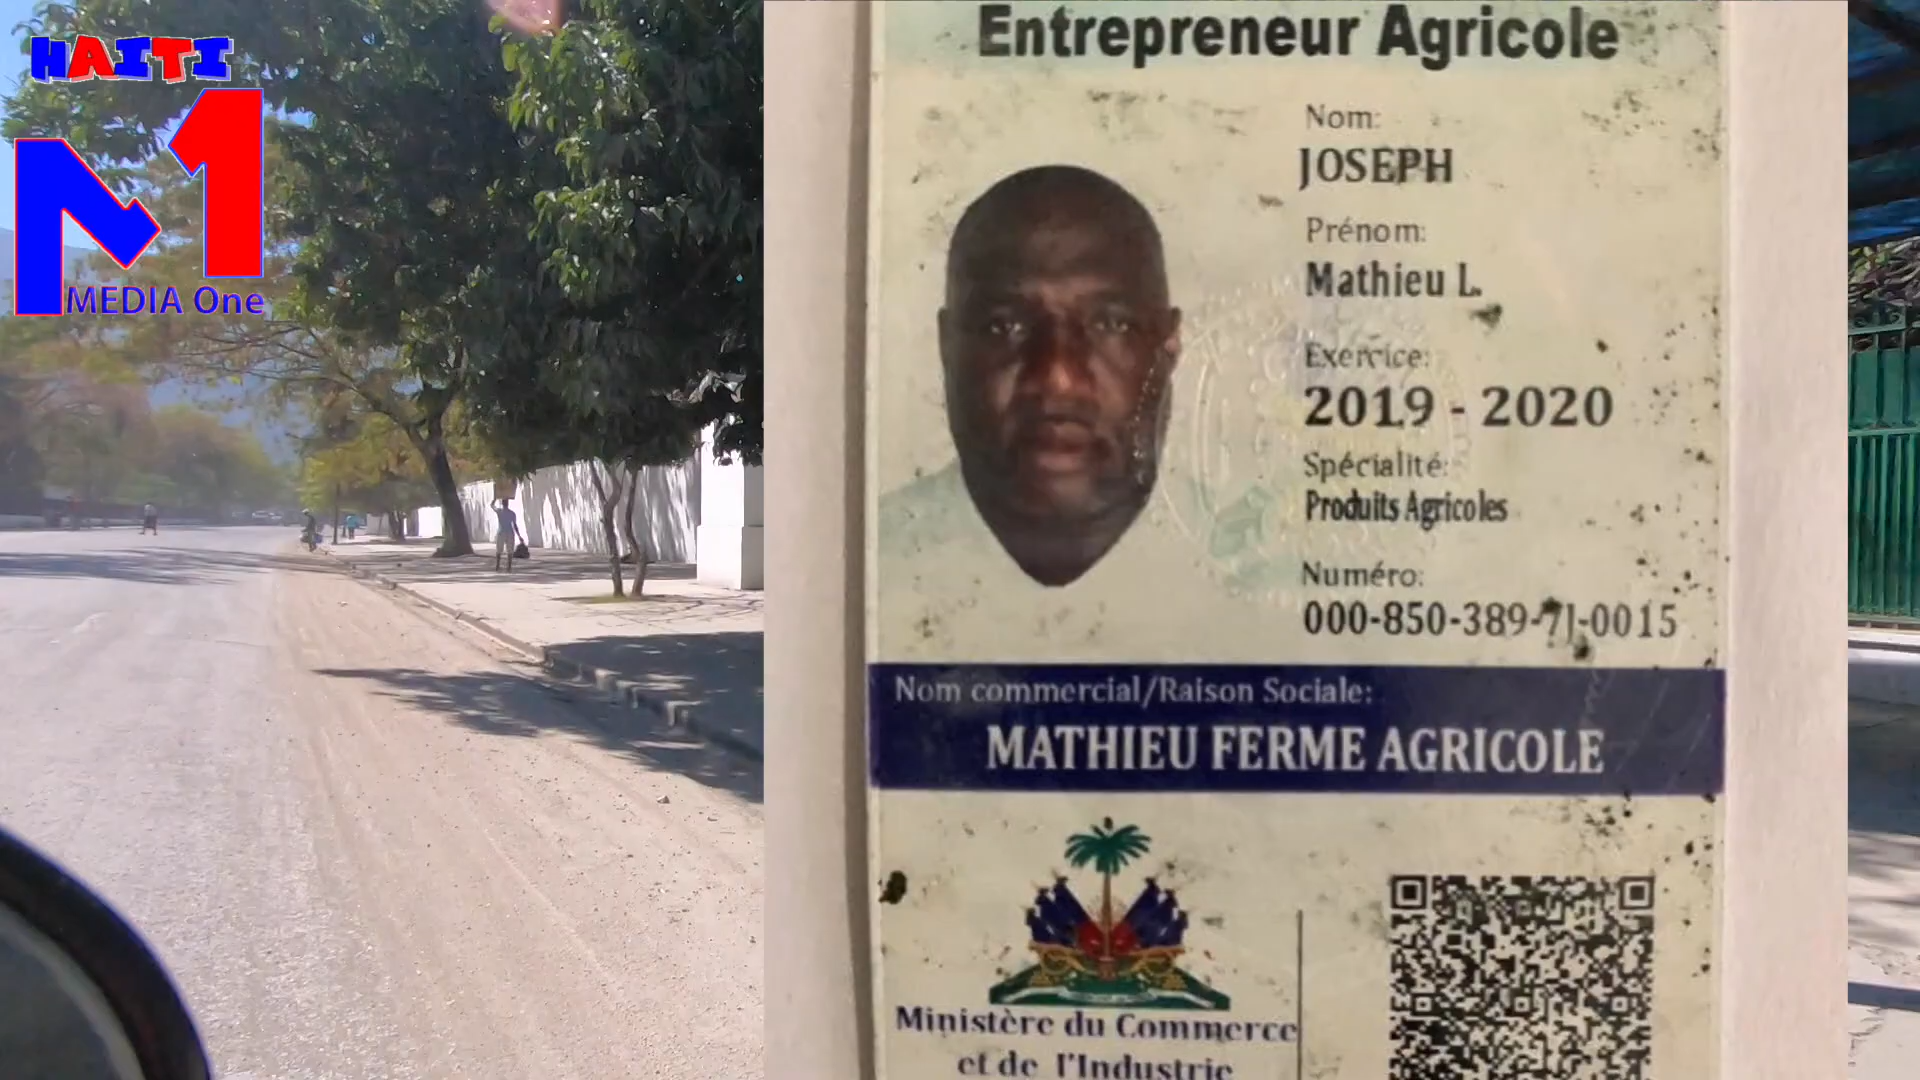 HAITI
M1
MEDIA One
Entrepreneur Agricole
Nom:
JOSEPH
Prénom:
Mathieu L.
Exercice:
2019 - 2020
Spécialité:
Produits Agricoles
Numéro:
000-850-389-7J-0015
Nom commercial/Raison Sociale:
MATHIEU FERME AGRICOLE
Ministère du Commerce
et de l'Industrie